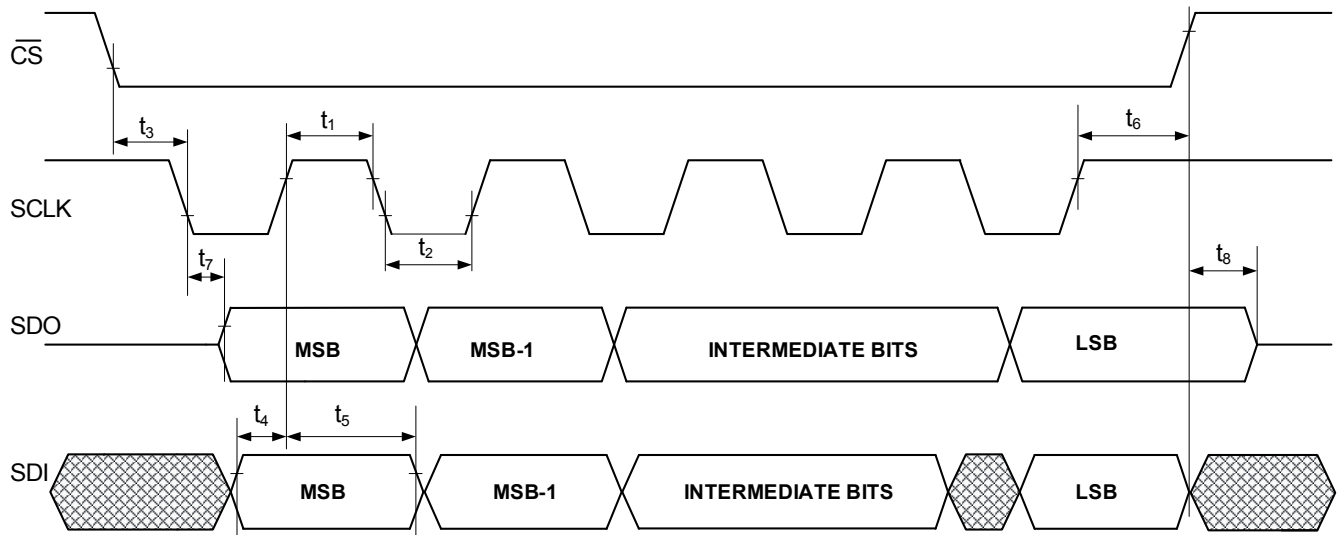 C̅S̅
t₃
t₁
t₆
SCLK
t₂
t₇
t₈
SDO
MSB
MSB-1
INTERMEDIATE BITS
LSB
t₄
t₅
SDI
MSB
MSB-1
INTERMEDIATE BITS
LSB